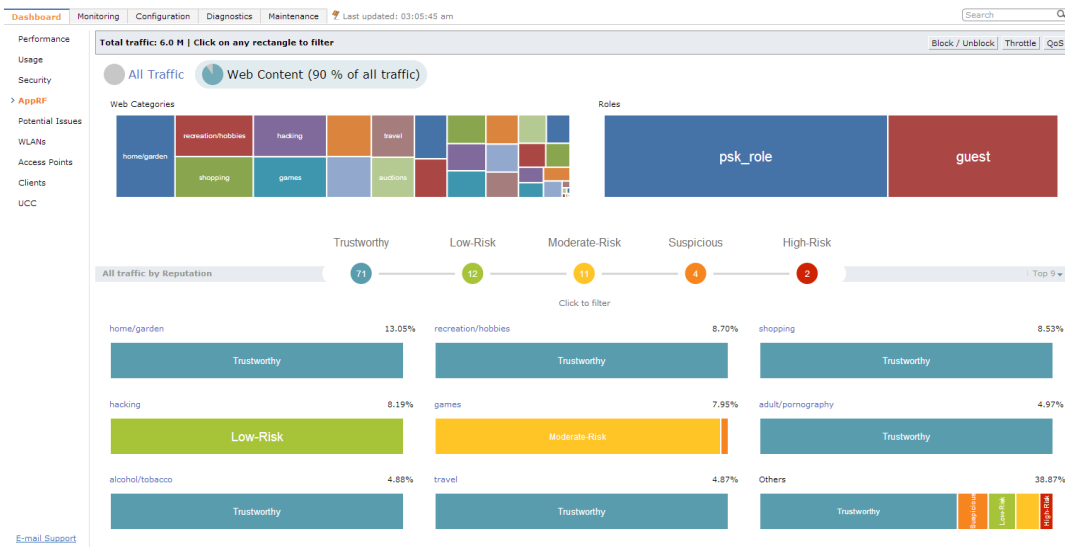 Dashboard Monitoring Configuration Diagnostics Maintenance Last updated: 03:05:45 am Search
Performance
Usage
Security
> AppRF
Potential Issues
WLANs
Access Points
Clients
UCC
E-mail Support
Total traffic: 6.0 M | Click on any rectangle to filter Block / Unblock Throttle QoS
All Traffic Web Content (90 % of all traffic)
Web Categories Roles
home/garden recreation/hobbies hacking travel
shopping games auctions
psk_role guest
Trustworthy Low-Risk Moderate-Risk Suspicious High-Risk
All traffic by Reputation 71 12 11 4 2 Top 9
Click to filter
home/garden 13.05% recreation/hobbies 8.70% shopping 8.53%
Trustworthy Trustworthy Trustworthy
hacking 8.19% games 7.95% adult/pornography 4.97%
Low-Risk Moderate-Risk Trustworthy
alcohol/tobacco 4.88% travel 4.87% Others 38.87%
Trustworthy Trustworthy Trustworthy Suspicious Low-Risk High-Risk